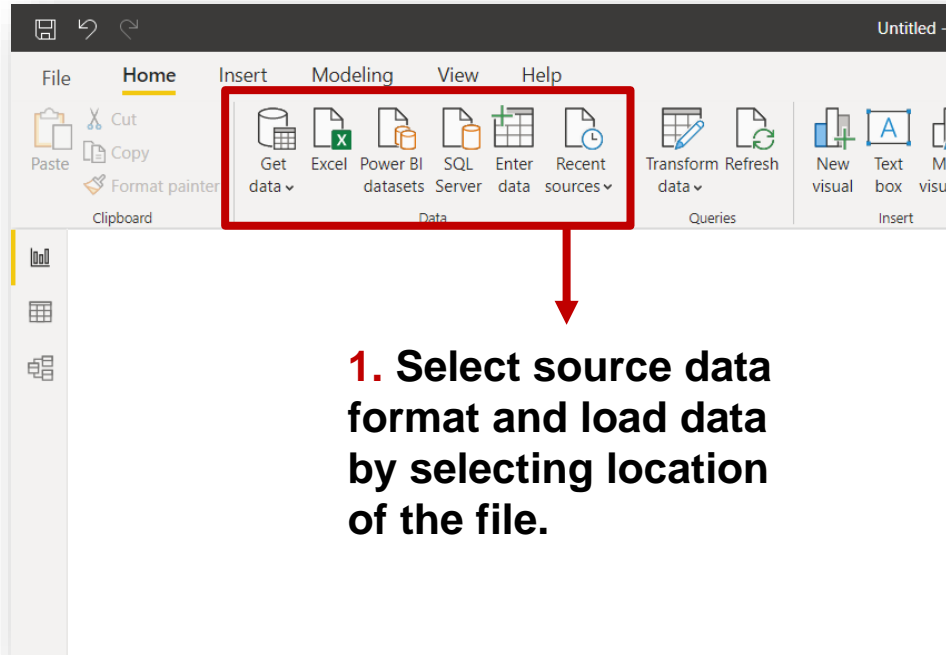 Untitled -
File Home Insert Modeling View Help
Paste
Cut
Copy
Format painter
Clipboard
Get data
Excel
X
Power BI datasets
SQL Server
Enter data
Recent sources
Data
Transform data
Refresh
Queries
New visual
A
Text box
Insert
1. Select source data
format and load data
by selecting location
of the file.